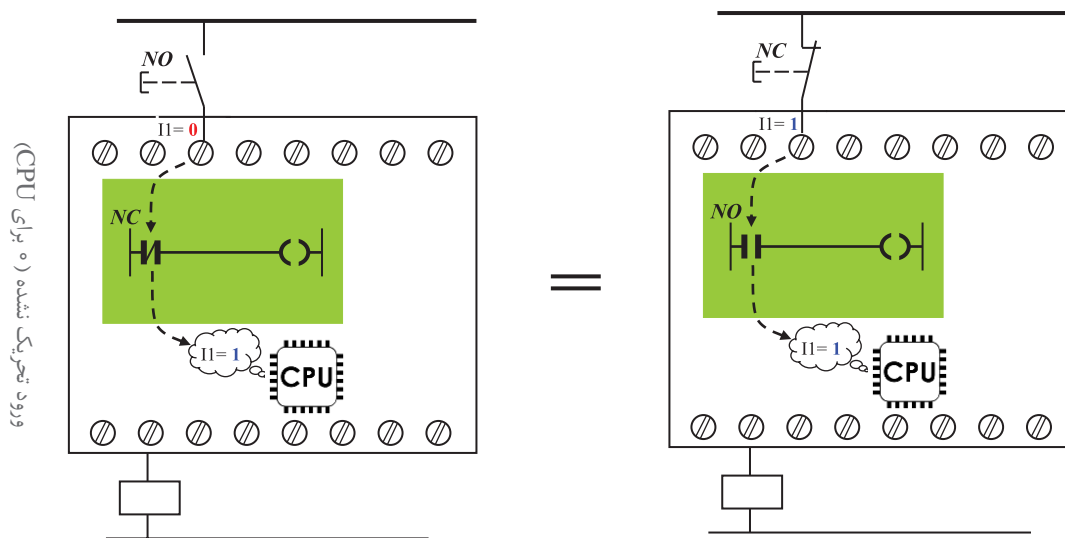 NO
I1= 0
NC
I1= 1
CPU
ورود تحریک نشده (۰ برای CPU)
NC
I1= 1
NO
I1= 1
CPU